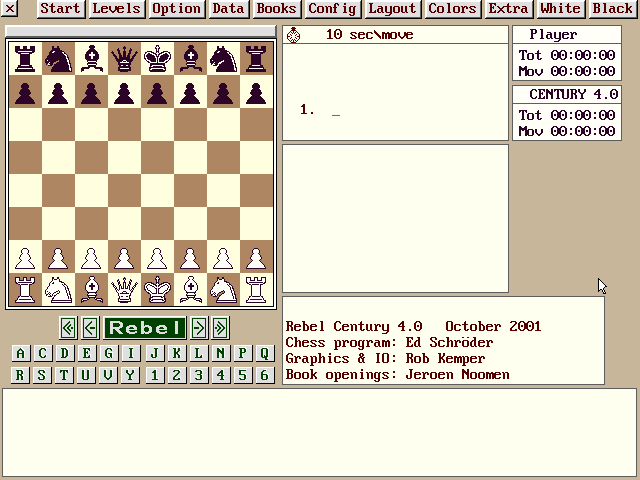 × Start Levels Option Data Books Config Layout Colors Extra White Black
10 sec\move
1. _
Player
Tot 00:00:00
Mov 00:00:00
CENTURY 4.0
Tot 00:00:00
Mov 00:00:00
Rebel
A C D E G I J K L N P Q
R S T U V Y 1 2 3 4 5 6
Rebel Century 4.0 October 2001
Chess program: Ed Schröder
Graphics & IO: Rob Kemper
Book openings: Jeroen Noomen